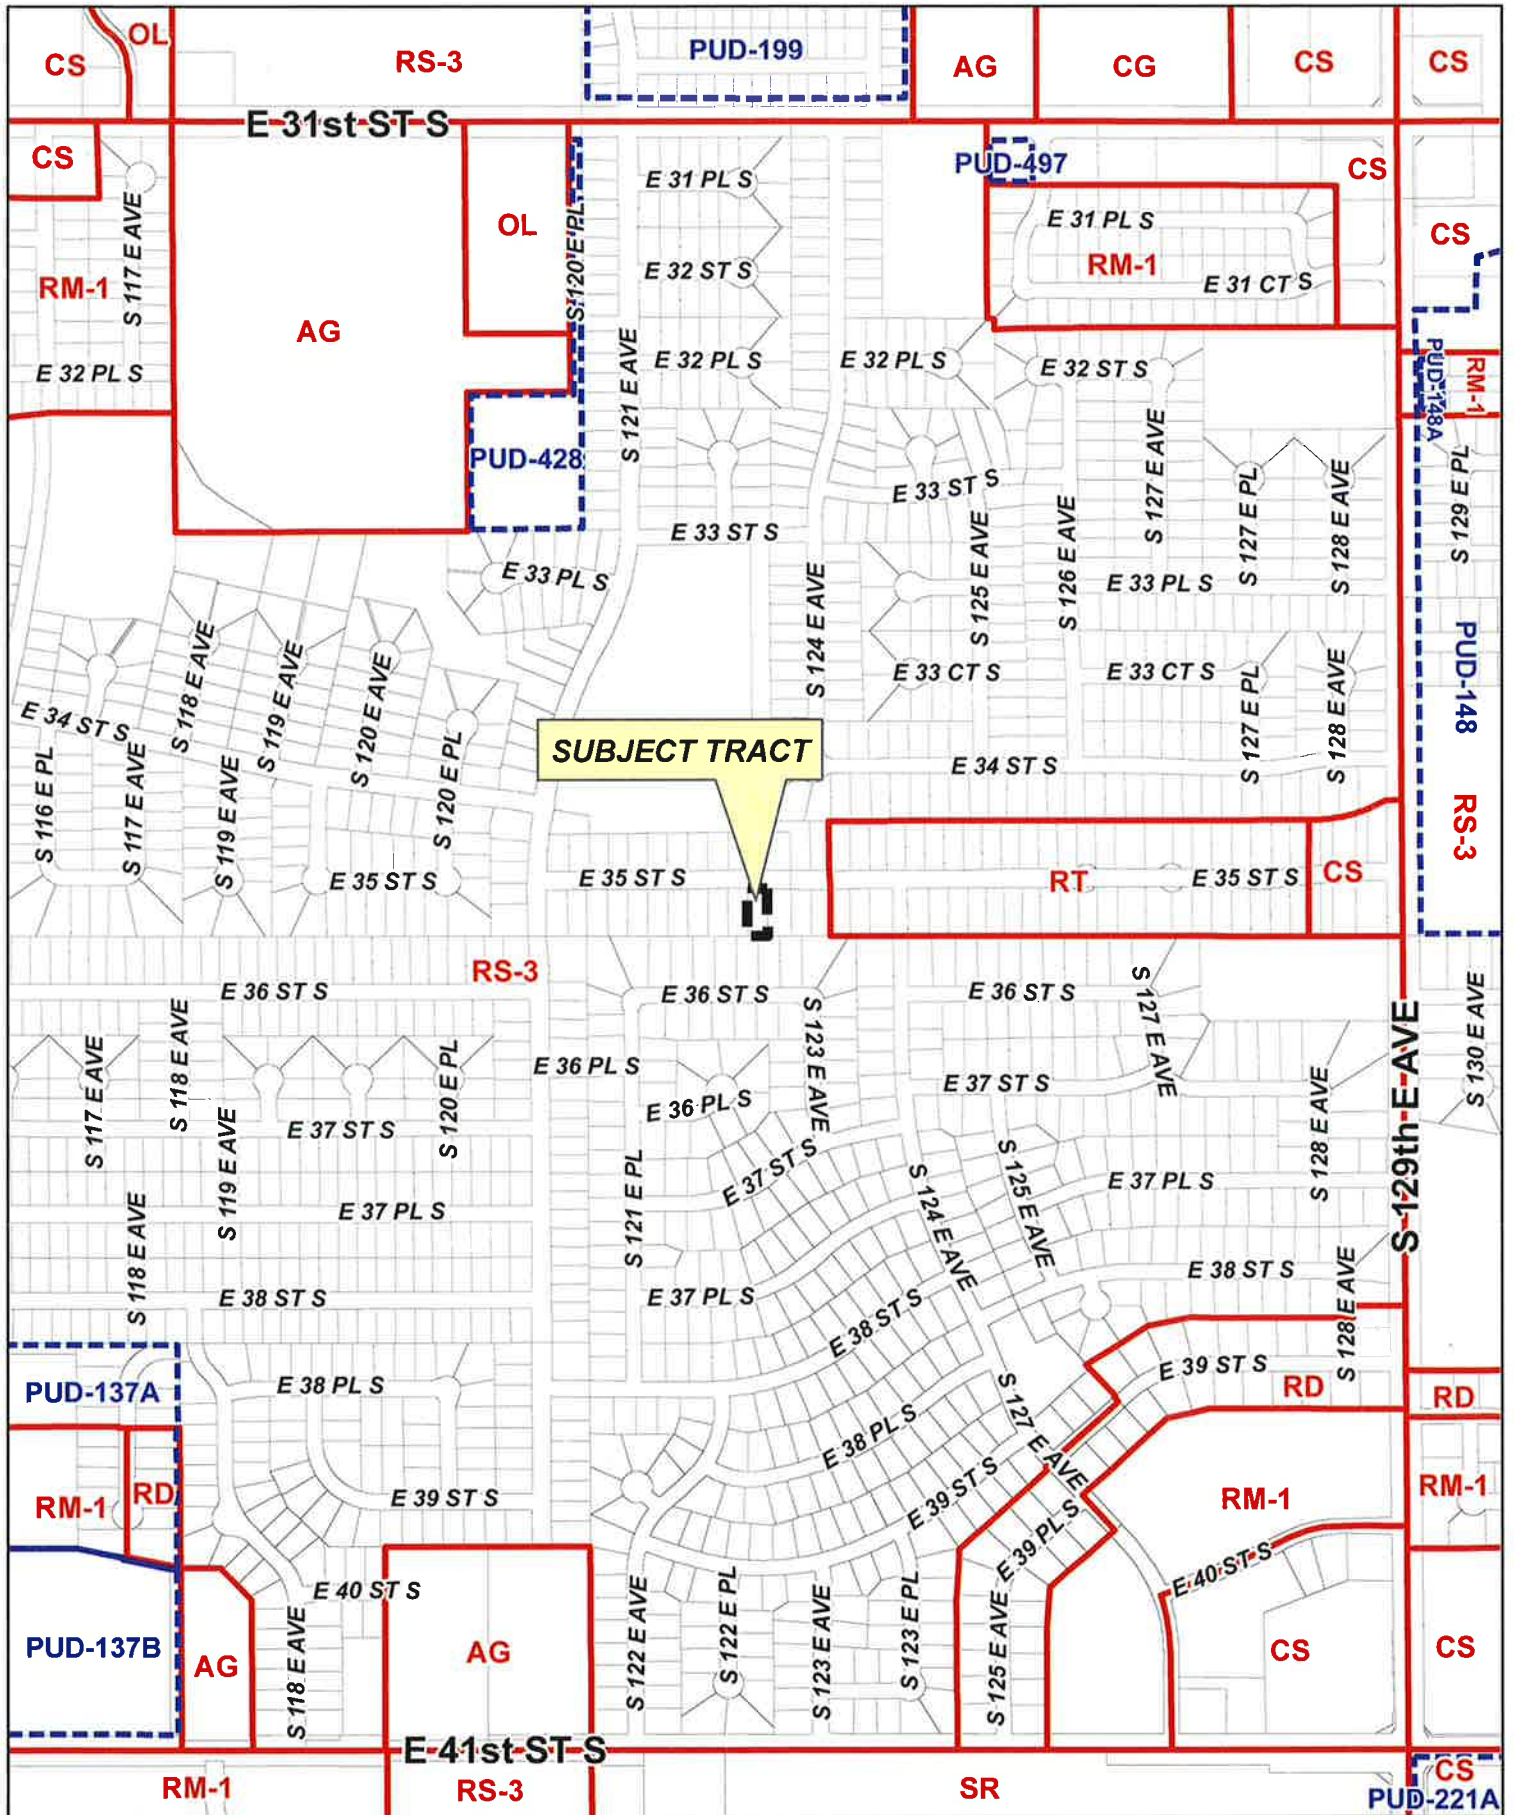 OL
CS
RS-3
PUD-199
AG
CG
CS
CS
E 31st ST S
CS
S 117 E AVE
RM-1
E 32 PL S
AG
OL
S 120 E PL
PUD-428
S 121 E AVE
E 31 PL S
E 32 ST S
E 32 PL S
E 32 PL S
PUD-497
CS
E 31 PL S
RM-1
E 31 CT S
CS
E 32 ST S
PUD-148A
RM-1
S 127 E AVE
S 127 E PL
S 128 E AVE
S 129 E PL
E 33 ST S
E 33 ST S
S 125 E AVE
S 126 E AVE
E 33 PL S
E 33 PL S
S 124 E AVE
E 33 CT S
E 33 CT S
S 127 E PL
S 128 E AVE
PUD-148
S 118 E AVE
S 119 E AVE
S 120 E AVE
E 34 ST S
S 116 E PL
S 117 E AVE
S 119 E AVE
S 120 E PL
SUBJECT TRACT
E 34 ST S
RS-3
E 35 ST S
E 35 ST S
RT
E 35 ST S
CS
RS-3
E 36 ST S
E 36 ST S
E 36 ST S
S 127 E AVE
S 129th E AVE
S 130 E AVE
S 117 E AVE
S 118 E AVE
S 120 E PL
E 36 PL S
E 36 PL S
S 123 E AVE
E 37 ST S
S 128 E AVE
E 37 ST S
S 119 E AVE
E 37 ST S
S 124 E AVE
S 125 E AVE
E 37 PL S
E 37 PL S
S 121 E PL
S 118 E AVE
E 38 ST S
E 37 PL S
E 38 ST S
E 38 ST S
S 128 E AVE
PUD-137A
E 38 PL S
E 39 ST S
RD
RD
S 127 E AVE
E 38 PL S
RM-1
RD
E 39 ST S
E 39 ST S
RM-1
RM-1
E 39 PL S
E 40 ST S
E 40 ST S
PUD-137B
AG
S 118 E AVE
AG
S 122 E AVE
S 122 E PL
S 123 E AVE
S 123 E PL
S 125 E AVE
CS
CS
E 41st ST S
RM-1
RS-3
SR
CS
PUD-221A